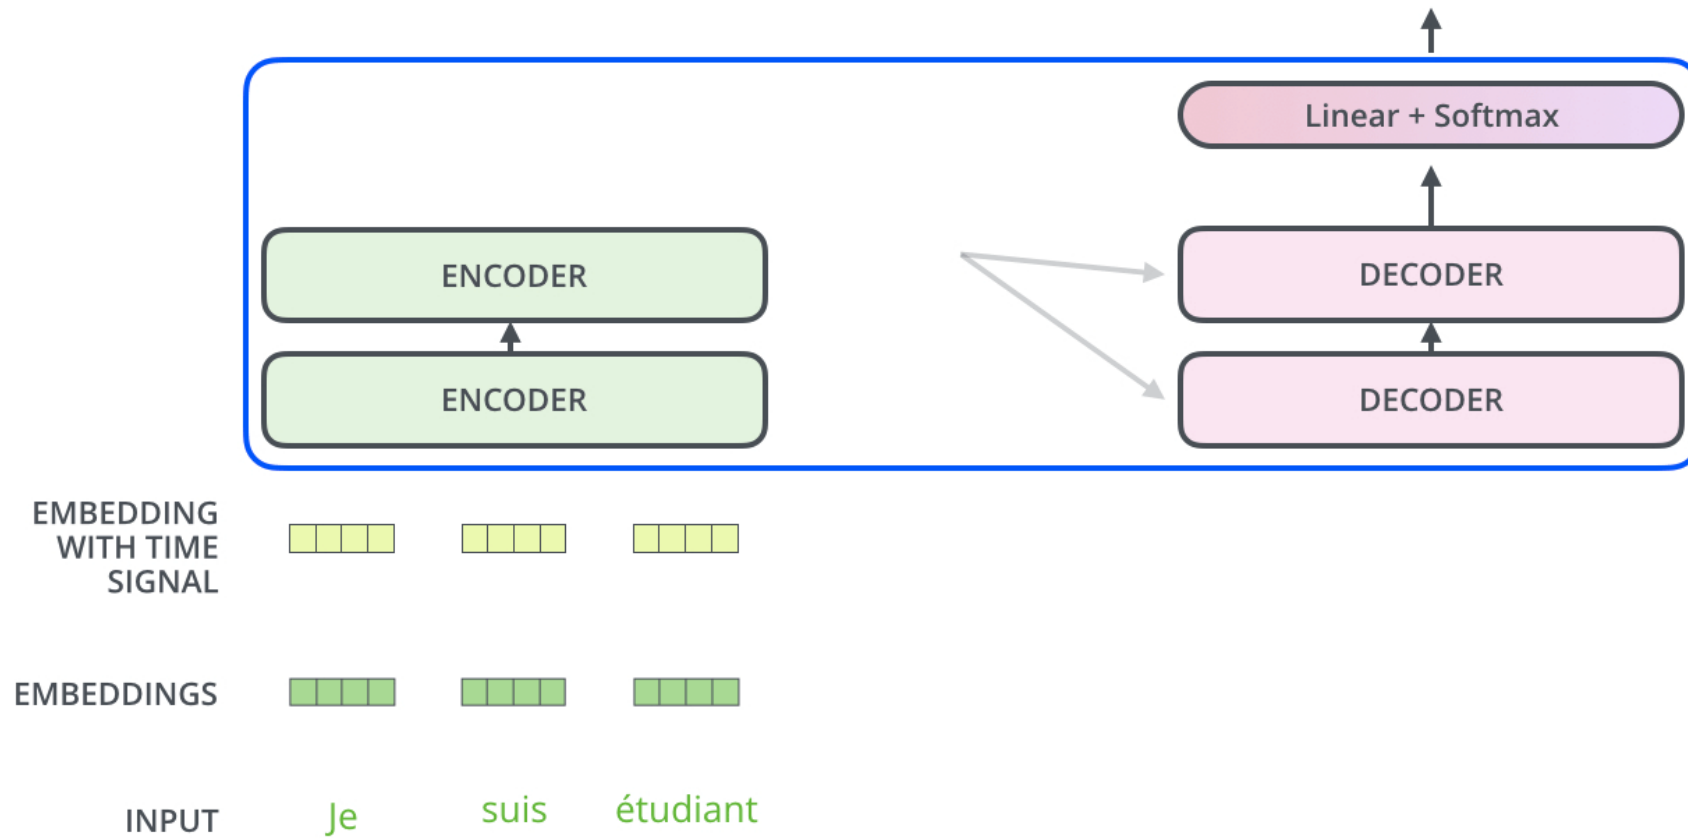 Linear + Softmax
ENCODER
DECODER
ENCODER
DECODER
EMBEDDING
WITH TIME
SIGNAL
EMBEDDINGS
INPUT
Je
suis
étudiant